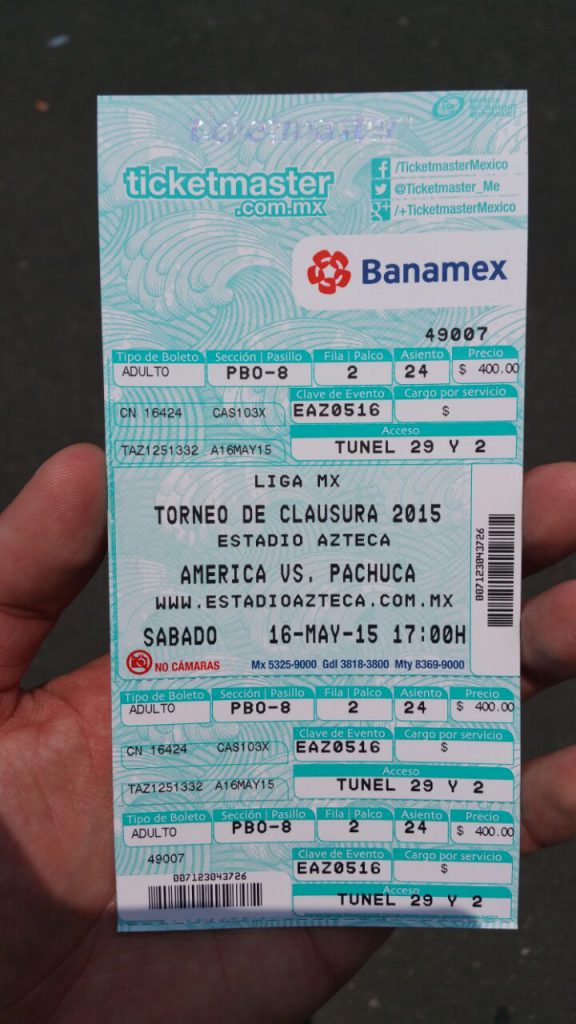 ticketmaster
EMPRESA
SOCIALMENTE
RESPONSABLE
ticketmaster
.com.mx
/TicketmasterMexico
@Ticketmaster_Me
g+ /+TicketmasterMexico
Banamex
49007
Tipo de Boleto Sección | Pasillo Fila | Palco Asiento Precio
ADULTO PBO-8 2 24 $ 400.00
Clave de Evento Cargo por servicio
CN 16424 CAS103X EAZ0516 $
Acceso
TAZ1251332 A16MAY15 TUNEL 29 Y 2
LIGA MX
TORNEO DE CLAUSURA 2015
ESTADIO AZTECA
AMERICA VS. PACHUCA
WWW.ESTADIOAZTECA.COM.MX
SABADO 16-MAY-15 17:00H
NO CÁMARAS Mx 5325-9000 Gdl 3818-3800 Mty 8369-9000
007123043726
Tipo de Boleto Sección | Pasillo Fila | Palco Asiento Precio
ADULTO PBO-8 2 24 $ 400.00
Clave de Evento Cargo por servicio
CN 16424 CAS103X EAZ0516 $
Acceso
TAZ1251332 A16MAY15 TUNEL 29 Y 2
Tipo de Boleto Sección | Pasillo Fila | Palco Asiento Precio
ADULTO PBO-8 2 24 $ 400.00
49007 Clave de Evento Cargo por servicio
EAZ0516 $
007123043726
Acceso
TUNEL 29 Y 2